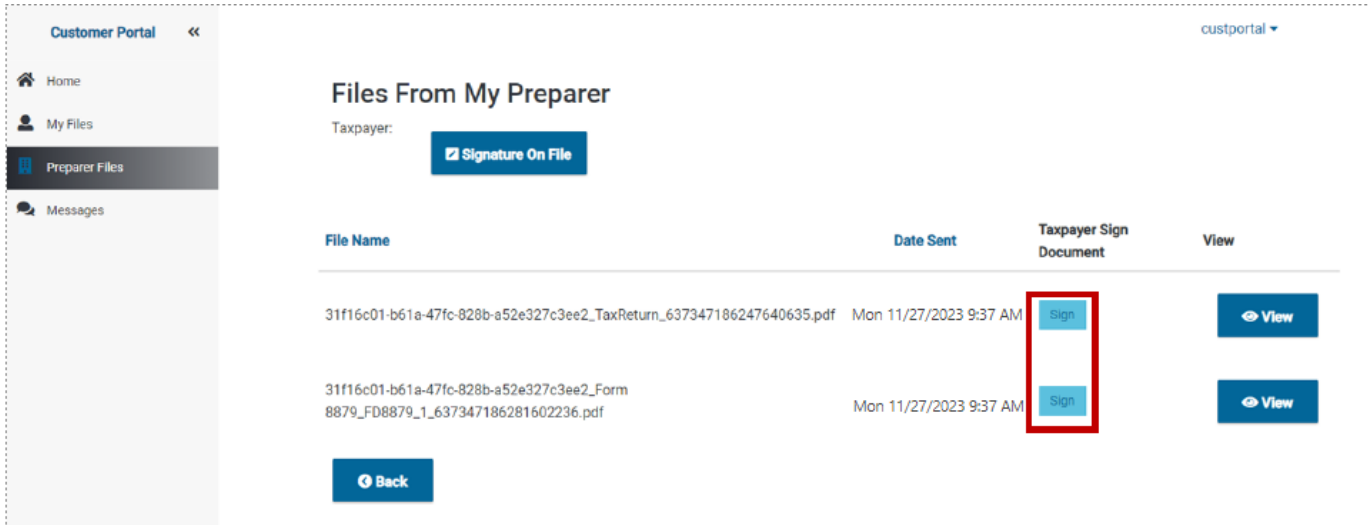 Customer Portal «
custportal
Home
My Files
Preparer Files
Messages
Files From My Preparer
Taxpayer:
Signature On File
File Name Date Sent Taxpayer Sign Document View
31f16c01-b61a-47fc-828b-a52e327c3ee2_TaxReturn_637347186247640635.pdf Mon 11/27/2023 9:37 AM Sign View
31f16c01-b61a-47fc-828b-a52e327c3ee2_Form
8879_FD8879_1_637347186281602236.pdf Mon 11/27/2023 9:37 AM Sign View
Back